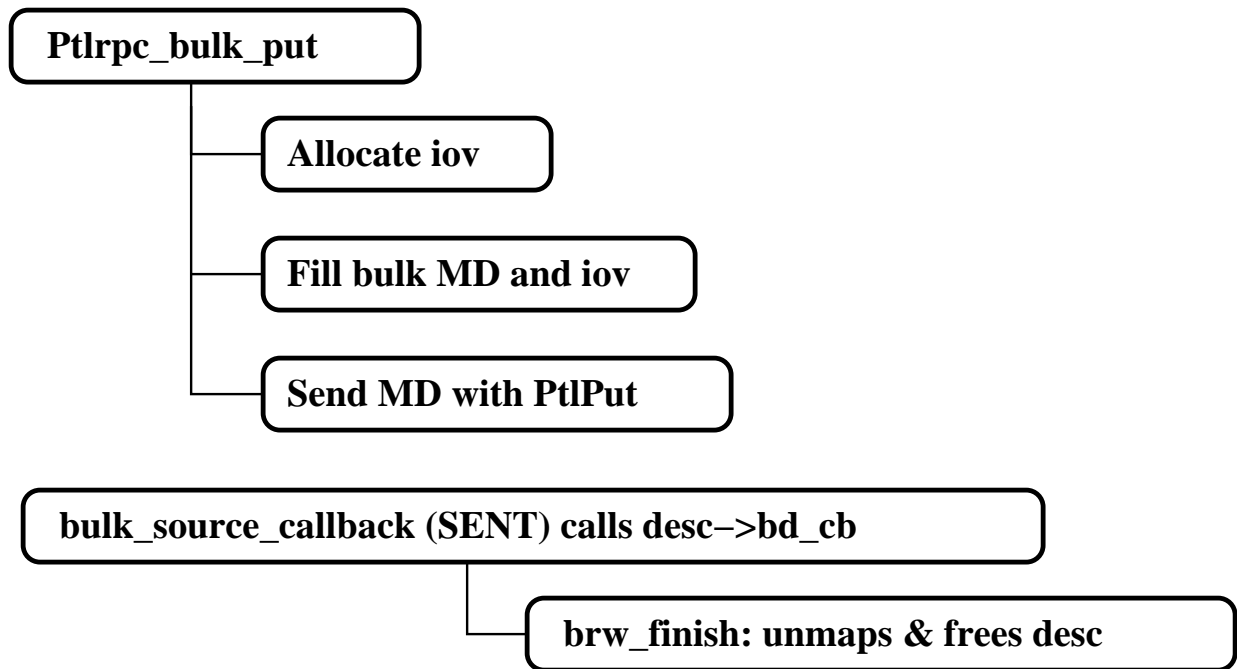 Ptlrpc_bulk_put
Allocate iov
Fill bulk MD and iov
Send MD with PtlPut
bulk_source_callback (SENT) calls desc−>bd_cb
brw_finish: unmaps & frees desc